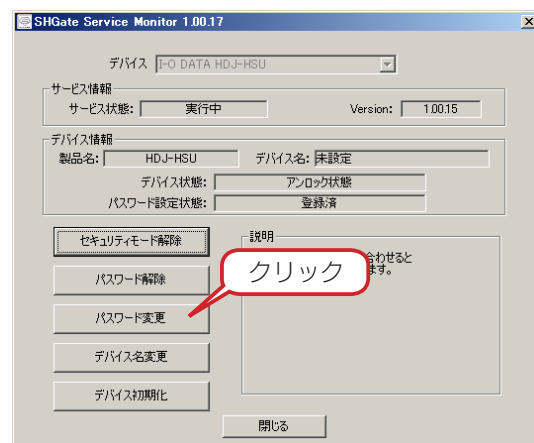 SHGate Service Monitor 1.00.17
デバイス I-O DATA HDJ-HSU
サービス情報
サービス状態: 実行中 Version: 1.00.15
デバイス情報
製品名: HDJ-HSU デバイス名: 未設定
デバイス状態: アンロック状態
パスワード設定状態: 登録済
セキュリティモード解除
説明
合わせると
ます。
クリック
パスワード解除
パスワード変更
デバイス名変更
デバイス初期化
閉じる